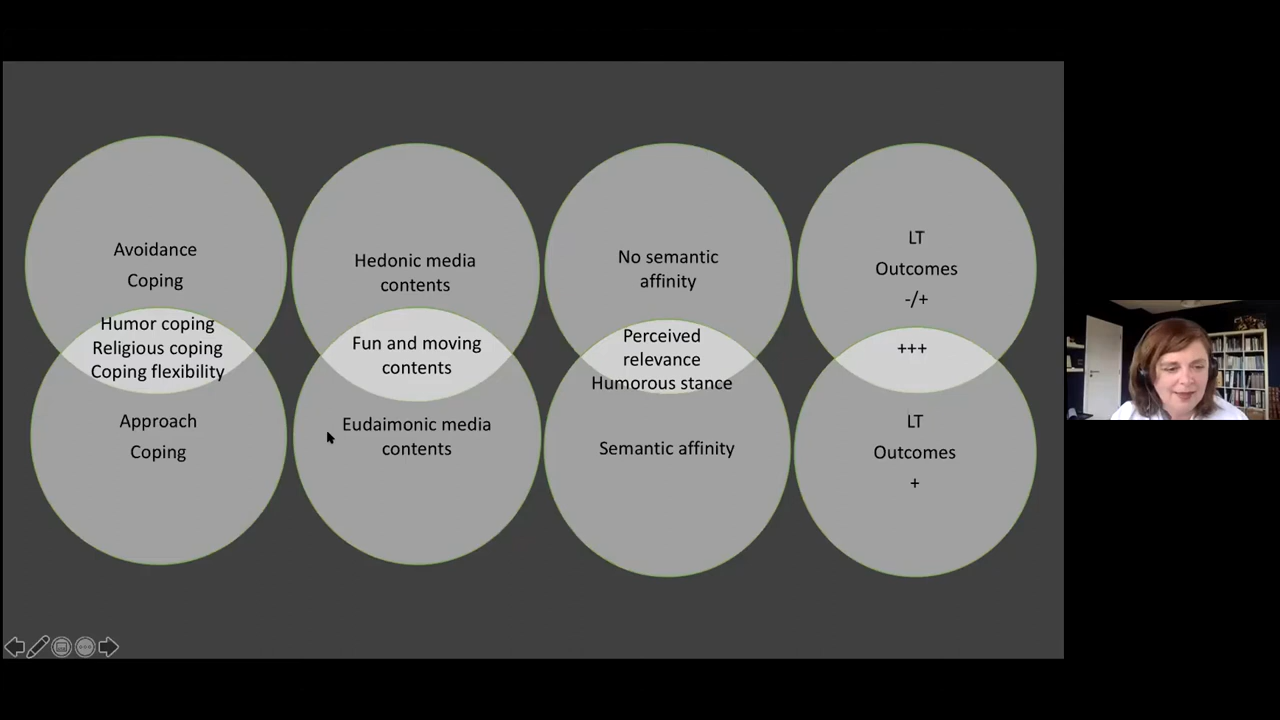 Avoidance
Coping
Humor coping
Religious coping
Coping flexibility
Approach
Coping
Hedonic media
contents
Fun and moving
contents
Eudaimonic media
contents
No semantic
affinity
Perceived
relevance
Humorous stance
Semantic affinity
LT
Outcomes
-/+
+++
LT
Outcomes
+